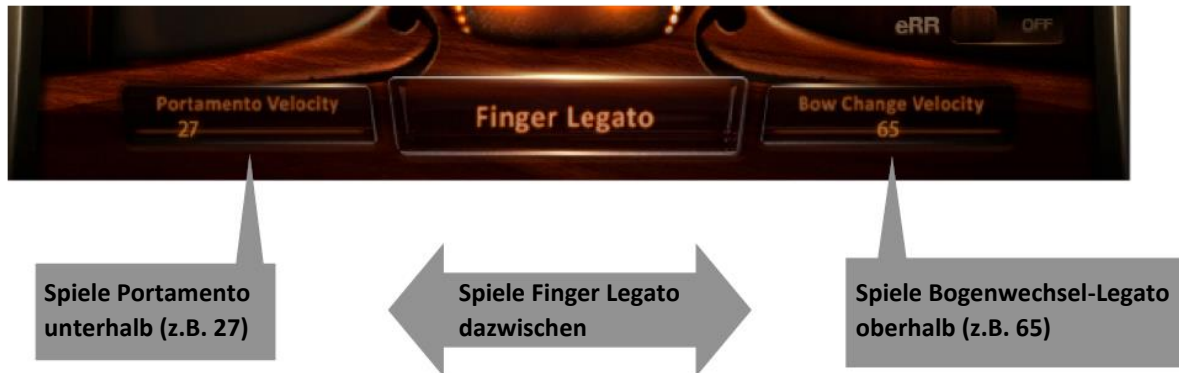 eRR OFF
Portamento Velocity
27
Finger Legato
Bow Change Velocity
65
Spiele Portamento
unterhalb (z.B. 27)
Spiele Finger Legato
dazwischen
Spiele Bogenwechsel-Legato
oberhalb (z.B. 65)